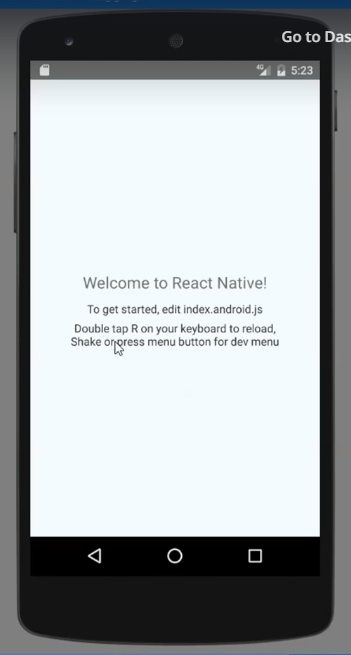 Go to Das
4G 5:23
Welcome to React Native!
To get started, edit index.android.js
Double tap R on your keyboard to reload,
Shake or press menu button for dev menu